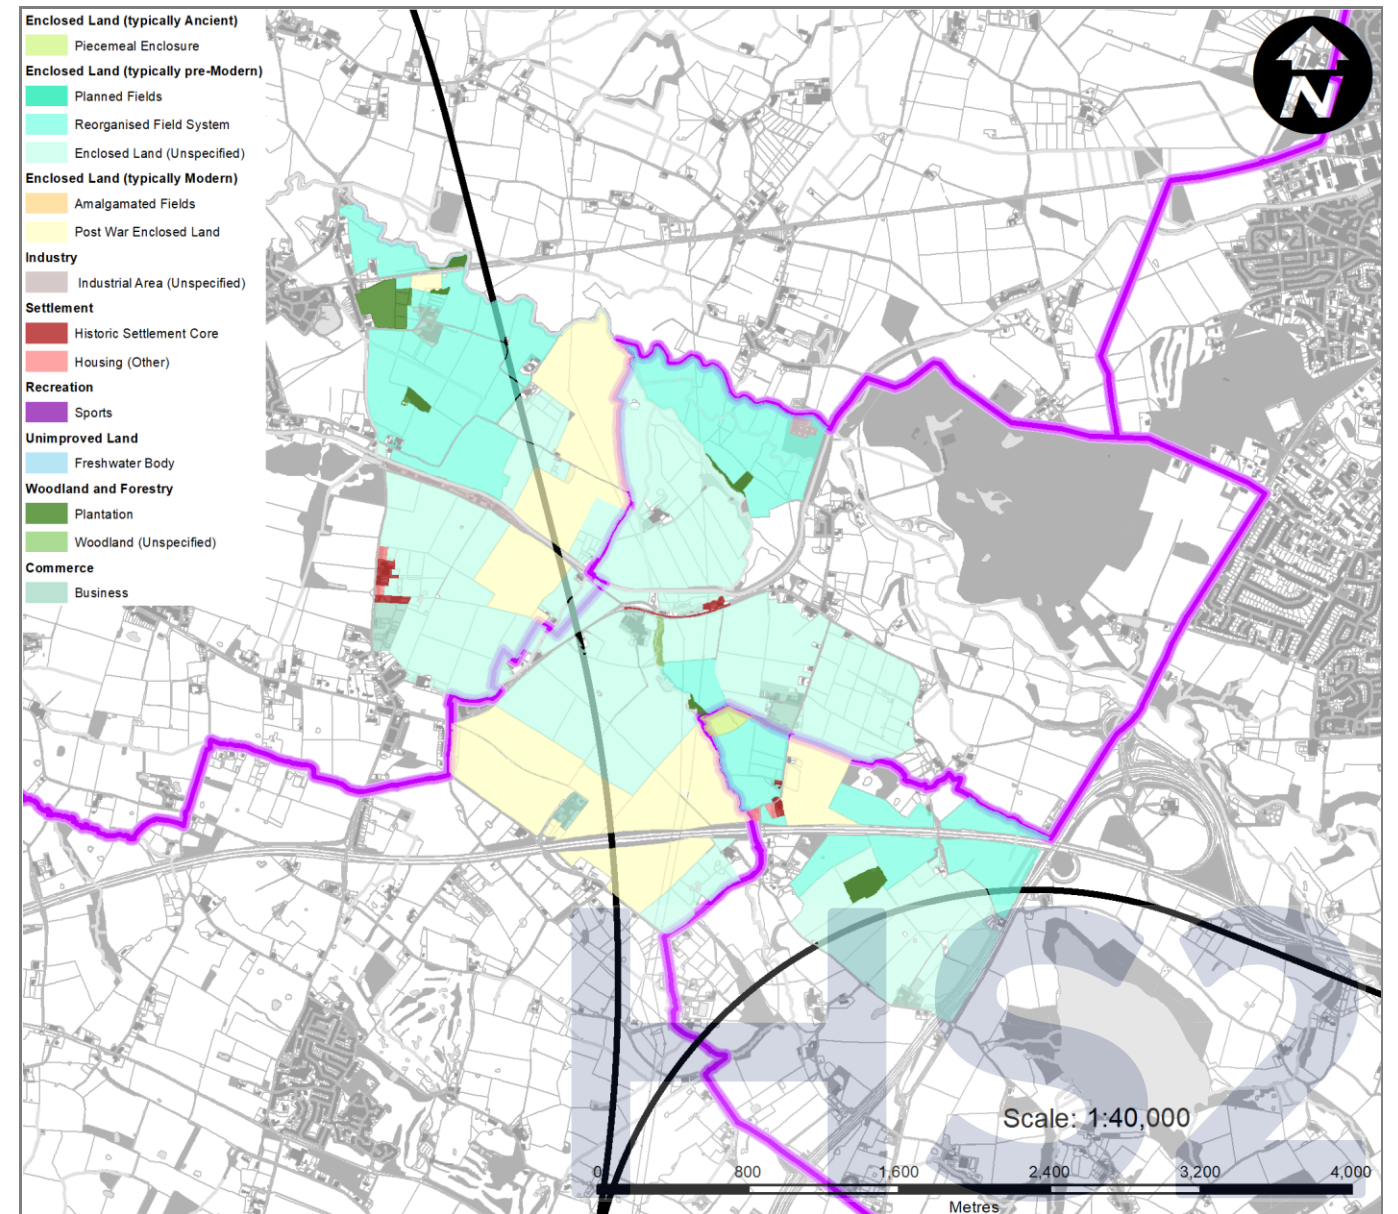 Enclosed Land (typically Ancient)
Piecemeal Enclosure
Enclosed Land (typically pre-Modern)
Planned Fields
Reorganised Field System
Enclosed Land (Unspecified)
Enclosed Land (typically Modern)
Amalgamated Fields
Post War Enclosed Land
Industry
Industrial Area (Unspecified)
Settlement
Historic Settlement Core
Housing (Other)
Recreation
Sports
Unimproved Land
Freshwater Body
Woodland and Forestry
Plantation
Woodland (Unspecified)
Commerce
Business
N
HS2
Scale: 1:40,000
0 800 1,600 2,400 3,200 4,000
Metres